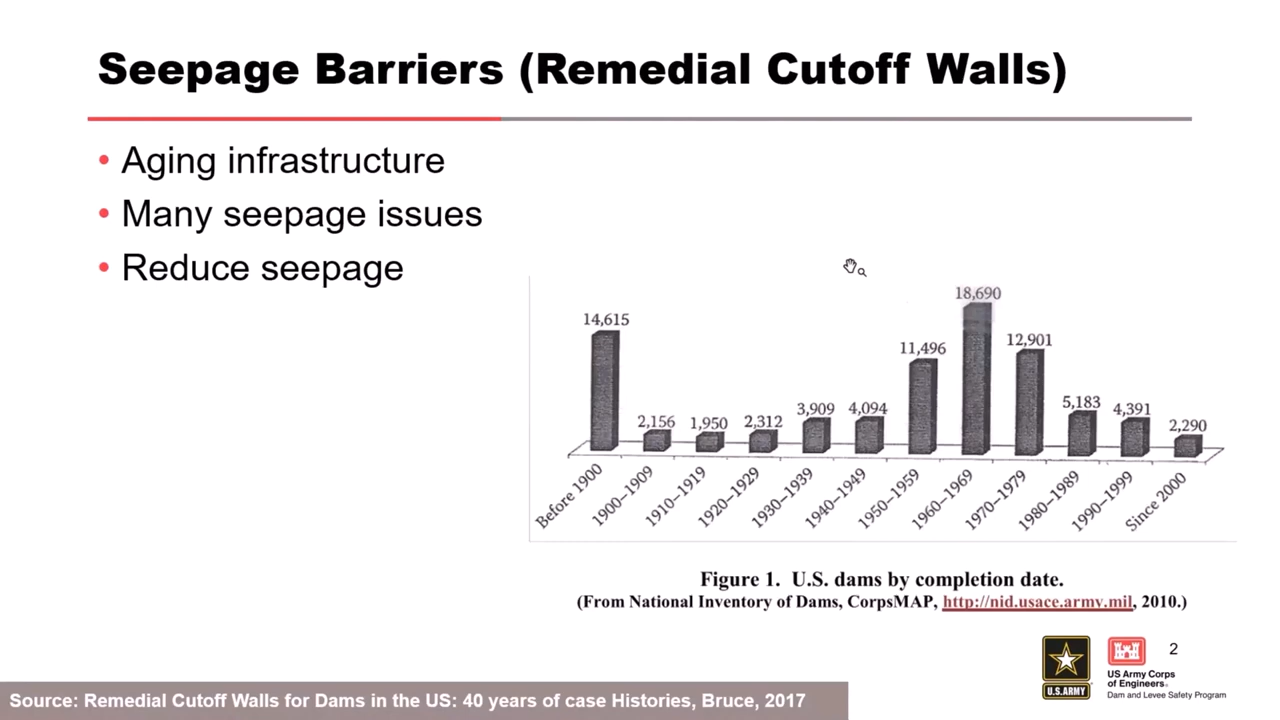 Seepage Barriers (Remedial Cutoff Walls)
• Aging infrastructure
• Many seepage issues
• Reduce seepage
14,615
2,156
1,950
2,312
3,909
4,094
11,496
18,690
12,901
5,183
4,391
2,290
Before 1900
1900–1909
1910–1919
1920–1929
1930–1939
1940–1949
1950–1959
1960–1969
1970–1979
1980–1989
1990–1999
Since 2000
Figure 1. U.S. dams by completion date.
(From National Inventory of Dams, CorpsMAP, http://nid.usace.army.mil, 2010.)
2
U.S.ARMY
US Army Corps
of Engineers®
Dam and Levee Safety Program
Source: Remedial Cutoff Walls for Dams in the US: 40 years of case Histories, Bruce, 2017